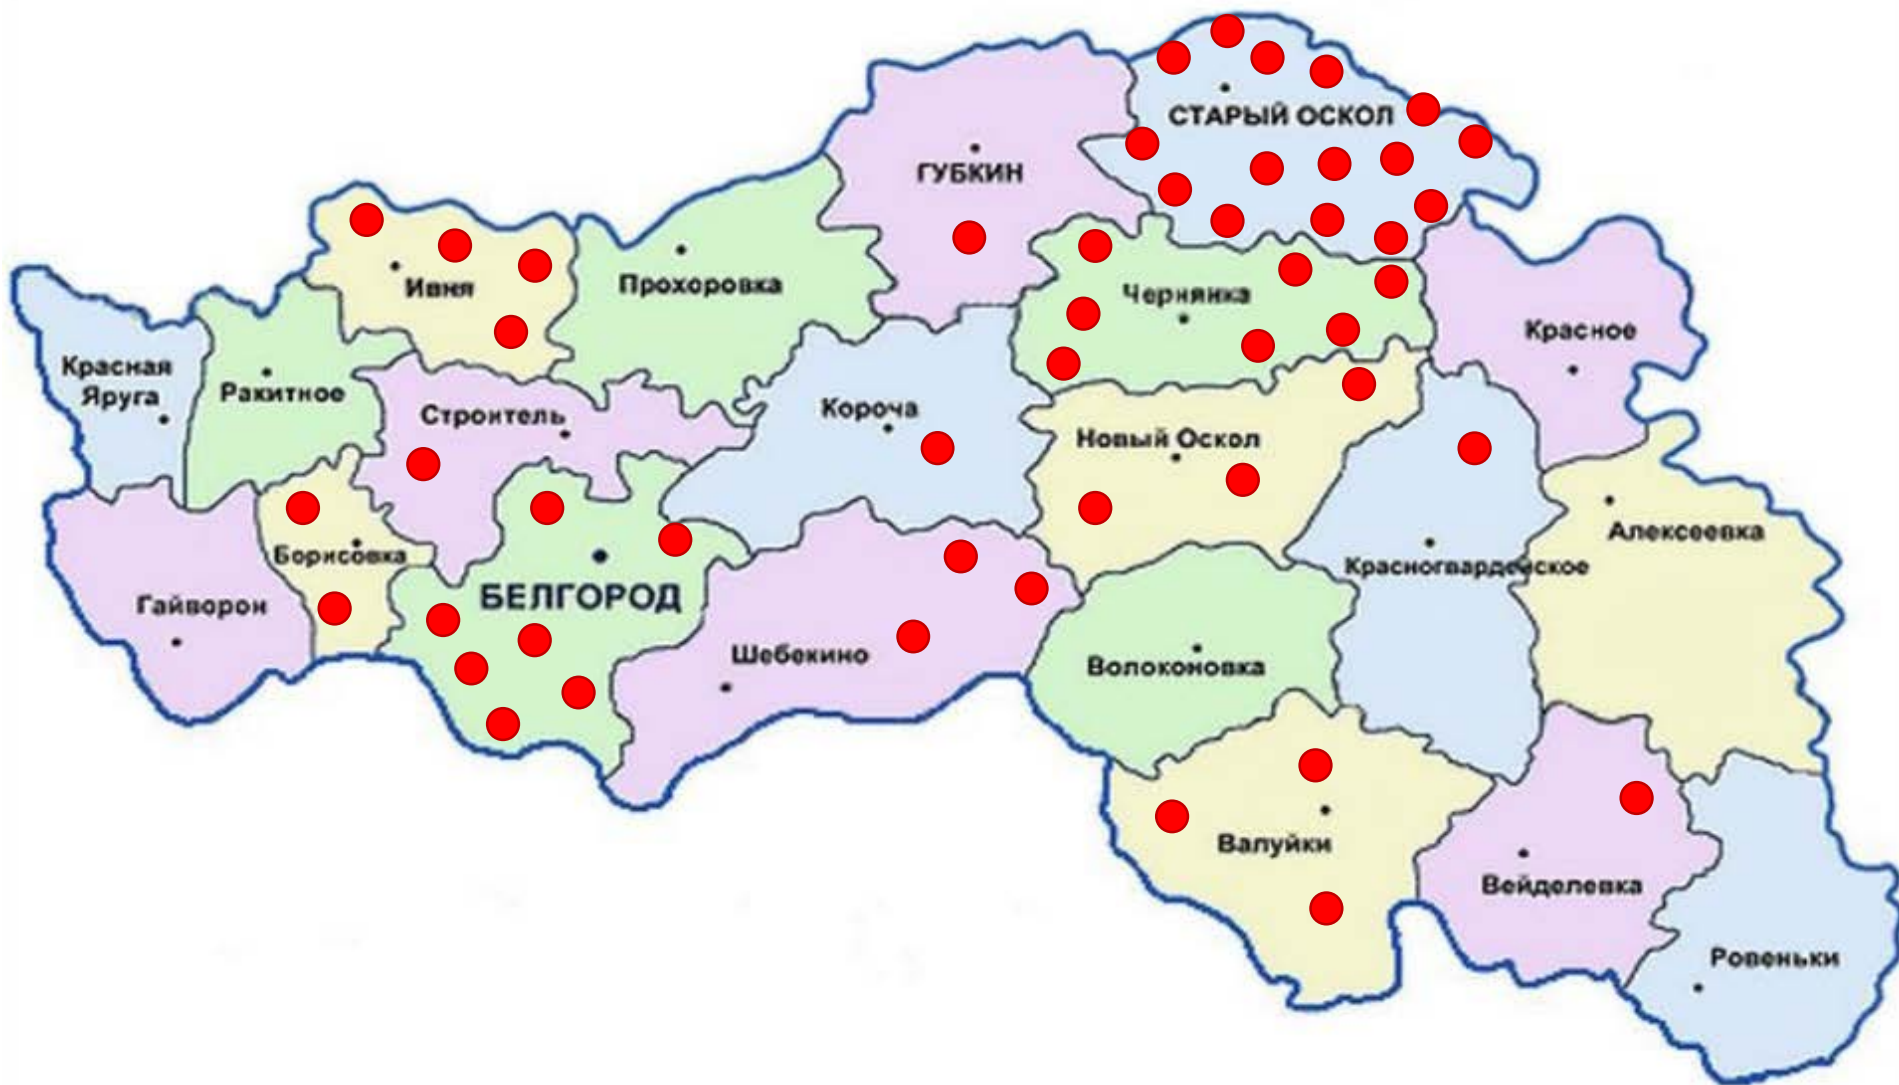 СТАРЫЙ ОСКОЛ
ГУБКИН
Ивня
Прохоровка
Чернянка
Красное
Красная
Яруга
Ракитное
Строитель
Короча
Новый Оскол
Алексеевка
Борисовка
Красногвардейское
БЕЛГОРОД
Гайворон
Шебекино
Волоконовка
Валуйки
Вейделевка
Ровеньки